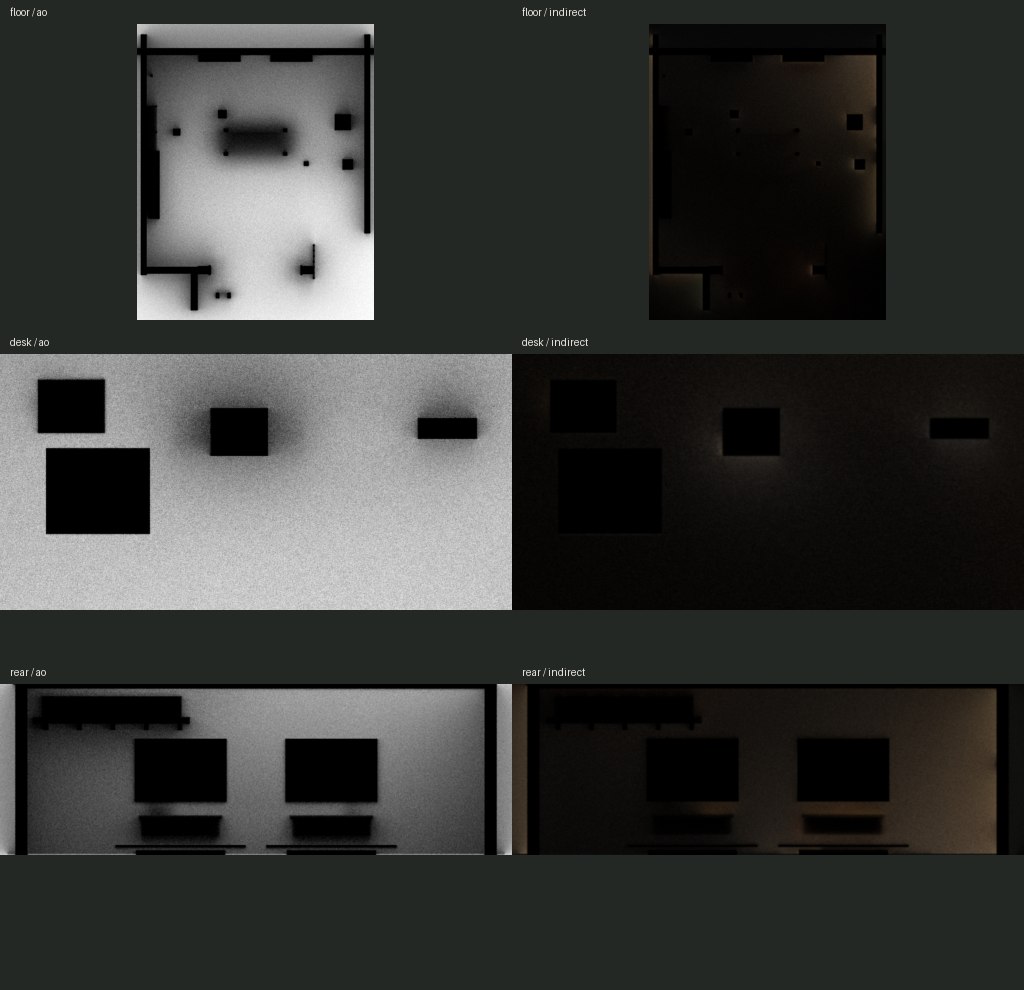 floor / ao
floor / indirect
desk / ao
desk / indirect
rear / ao
rear / indirect